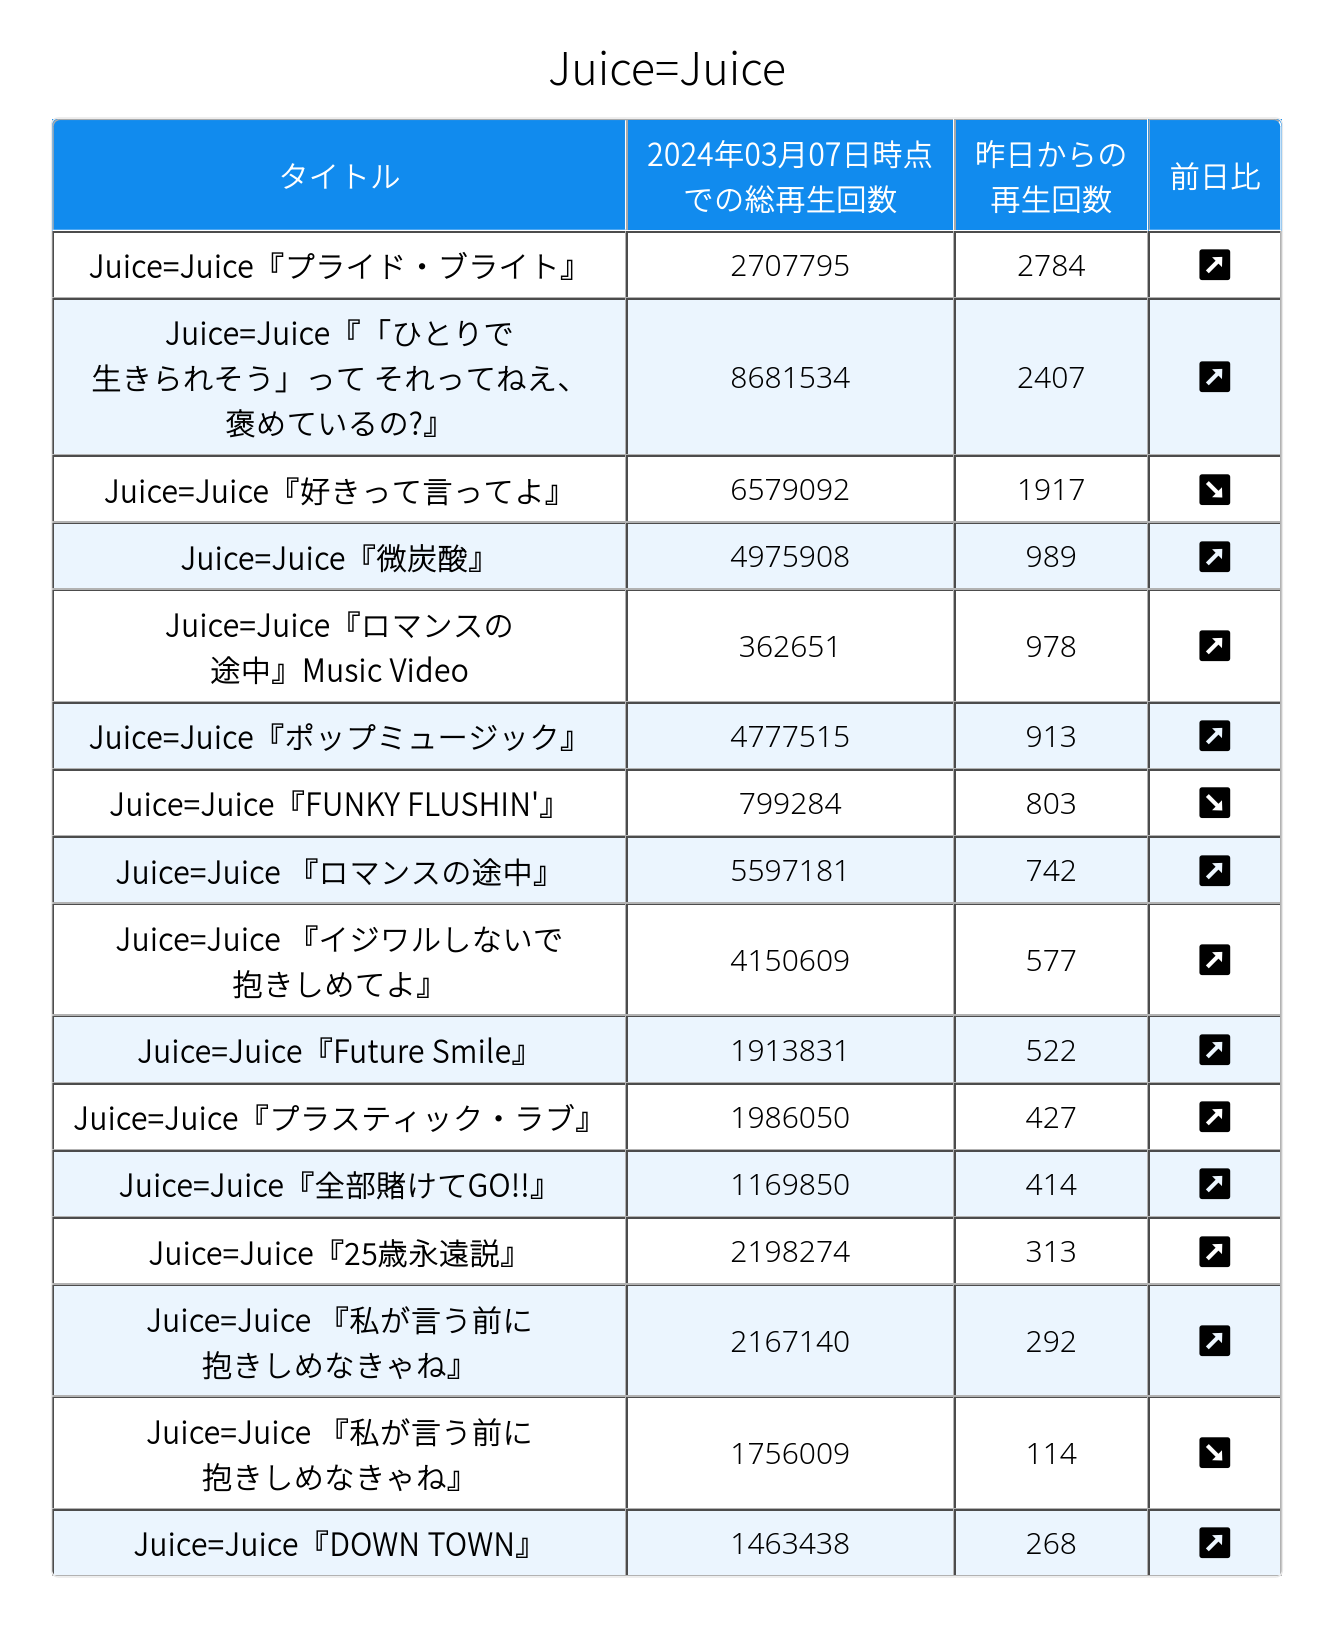 Juice=Juice
タイトル
2024年03月07日時点
での総再生回数
昨日からの
再生回数
前日比
Juice=Juice『プライド・ブライト』
2707795
2784
Juice=Juice『「ひとりで
生きられそう」って それってねえ、
褒めているの?』
8681534
2407
Juice=Juice『好きって言ってよ』
6579092
1917
Juice=Juice『微炭酸』
4975908
989
Juice=Juice『ロマンスの
途中』Music Video
362651
978
Juice=Juice『ポップミュージック』
4777515
913
Juice=Juice『FUNKY FLUSHIN'』
799284
803
Juice=Juice 『ロマンスの途中』
5597181
742
Juice=Juice 『イジワルしないで
抱きしめてよ』
4150609
577
Juice=Juice『Future Smile』
1913831
522
Juice=Juice『プラスティック・ラブ』
1986050
427
Juice=Juice『全部賭けてGO!!』
1169850
414
Juice=Juice『25歳永遠説』
2198274
313
Juice=Juice 『私が言う前に
抱きしめなきゃね』
2167140
292
Juice=Juice 『私が言う前に
抱きしめなきゃね』
1756009
114
Juice=Juice『DOWN TOWN』
1463438
268